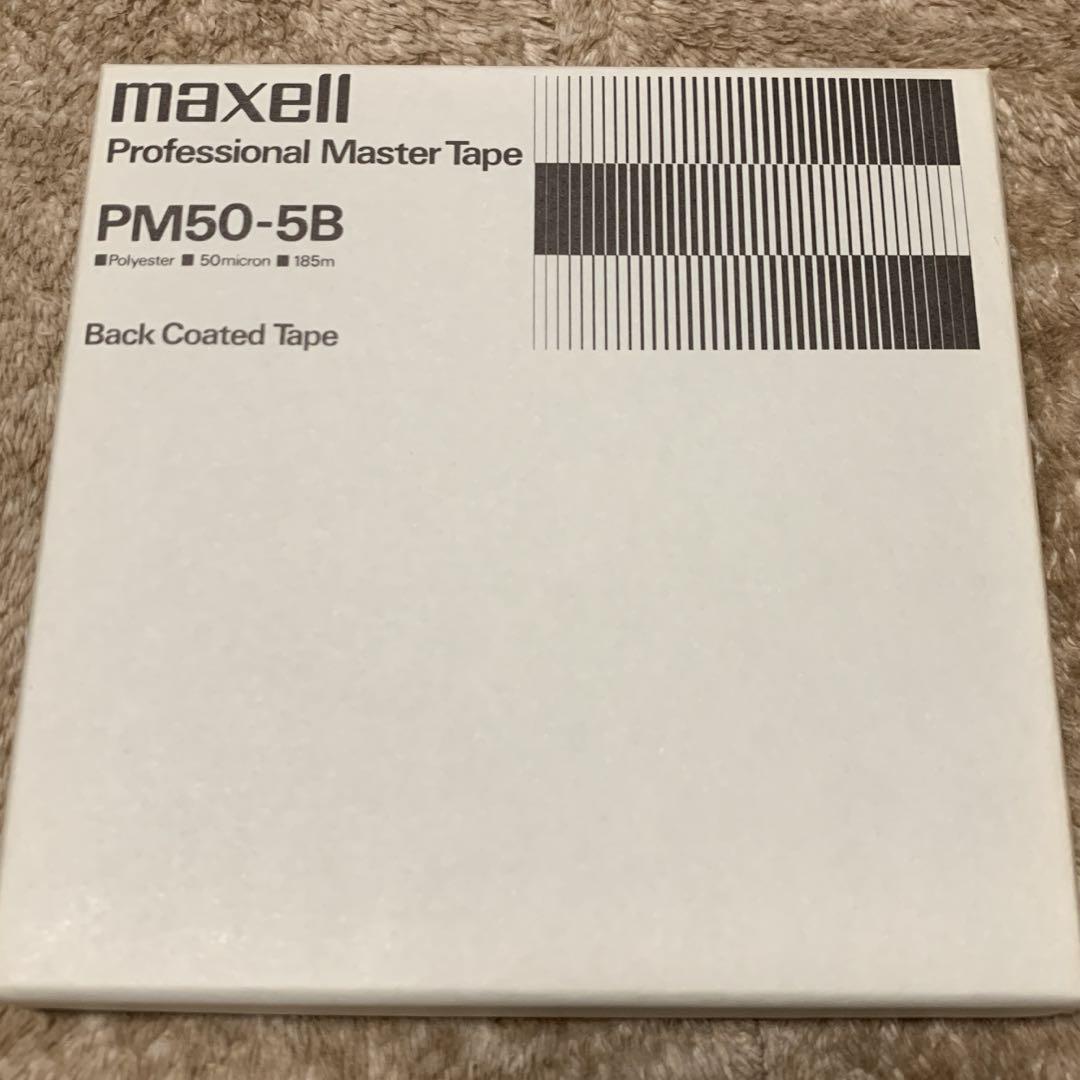 maxell
Professional Master Tape
PM50-5B
■Polyester ■ 50micron ■ 185m
Back Coated Tape